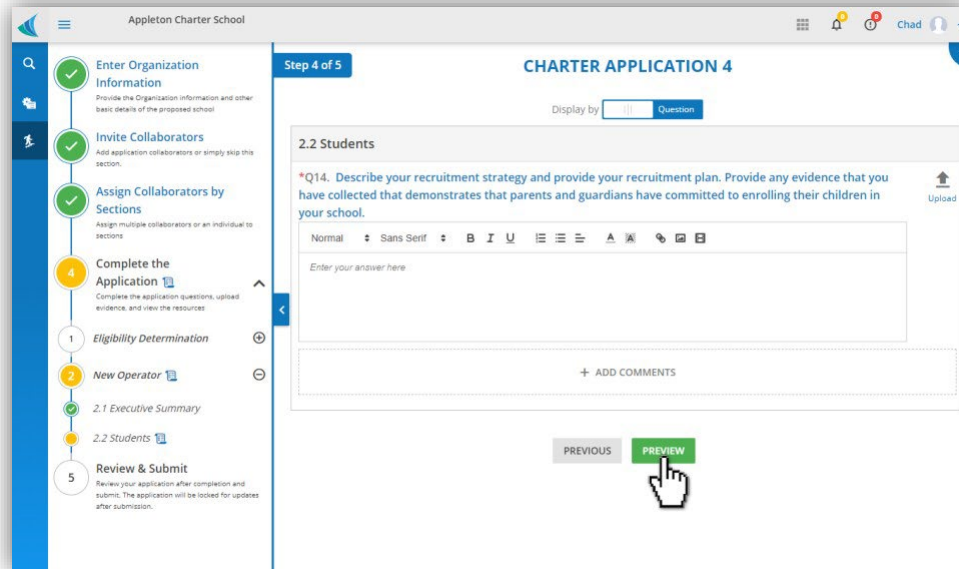 Appleton Charter School
Chad
Enter Organization
Information
Provide the Organization information and other
basic details of the proposed school
Invite Collaborators
Add application collaborators or simply skip this
section.
Assign Collaborators by
Sections
Assign multiple collaborators or an individual to
sections
4
Complete the
Application
Complete the application questions, upload
evidence, and view the resources
1
Eligibility Determination
2
New Operator
2.1 Executive Summary
2.2 Students
5
Review & Submit
Review your application after completion and
submit. The application will be locked for updates
after submission.
Step 4 of 5
CHARTER APPLICATION 4
Display by
Question
2.2 Students
*Q14. Describe your recruitment strategy and provide your recruitment plan. Provide any evidence that you
have collected that demonstrates that parents and guardians have committed to enrolling their children in
your school.
Upload
Normal Sans Serif B I U A A
Enter your answer here
+ ADD COMMENTS
PREVIOUS
PREVIEW